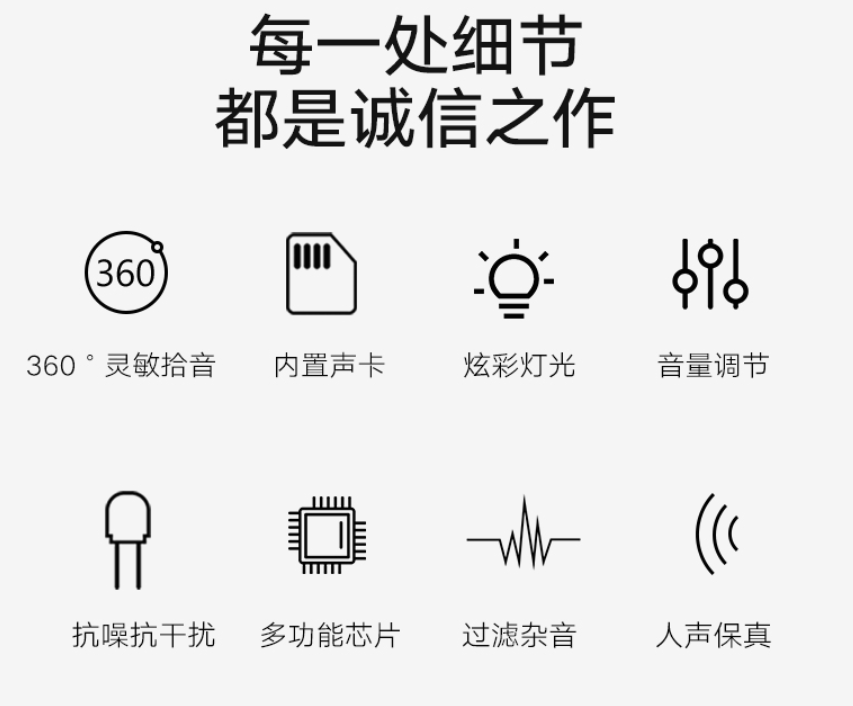 每一处细节
都是诚信之作
360
360°灵敏拾音
内置声卡
炫彩灯光
音量调节
抗噪抗干扰
多功能芯片
过滤杂音
人声保真